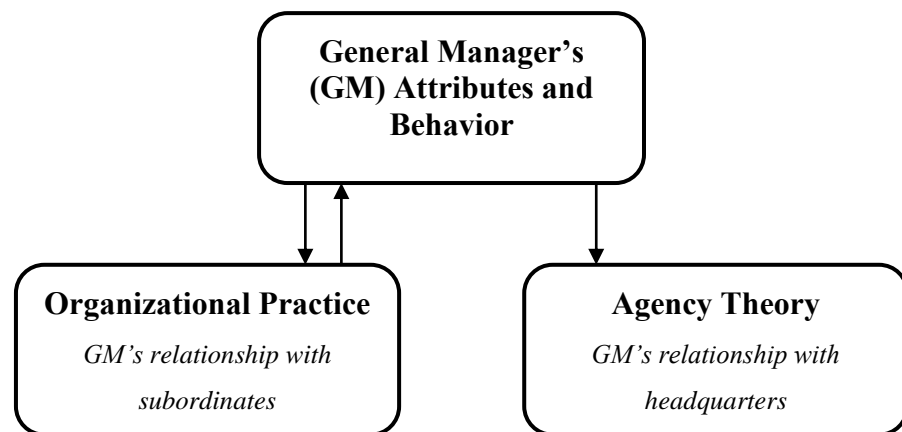 General Manager’s
(GM) Attributes and
Behavior
Organizational Practice
GM’s relationship with
subordinates
Agency Theory
GM’s relationship with
headquarters